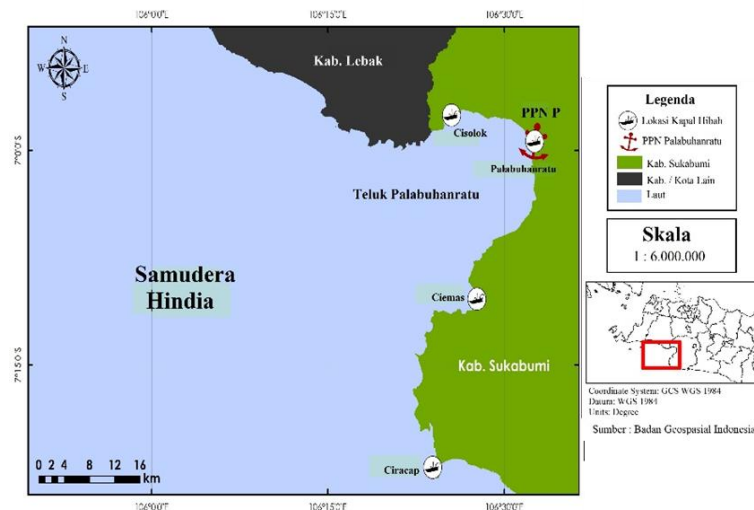 106°0'0"
106°15'0"
106°30'0"
N
W
E
S
Kab. Lebak
PPN P
Cisolok
Palabuhanratu
7°0'0"S
Teluk Palabuhanratu
Samudera
Hindia
Ciemas
Kab. Sukabumi
7°15'0"S
Ciracap
0 2 4 8 12 16
km
106°0'0"
106°15'0"
106°30'0"
Legenda
Lokasi Kapal Hibah
PPN Palabuhanratu
Kab. Sukabumi
Kab. / Kota Lain
Laut
Skala
1 : 6.000.000
Coordinate System: GCS WGS 1984
Datum: WGS 1984
Units: Degree
Sumber : Badan Geospasial Indonesia